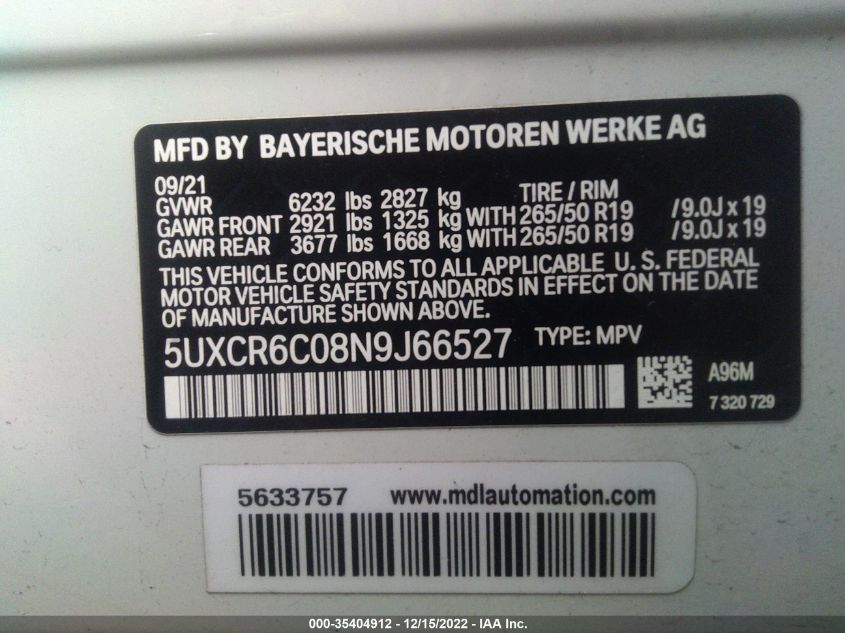 MFD BY BAYERISCHE MOTOREN WERKE AG
09/21
GVWR 6232 lbs 2827 kg TIRE / RIM
GAWR FRONT 2921 lbs 1325 kg WITH 265/50 R19 /9.0J x 19
GAWR REAR 3677 lbs 1668 kg WITH 265/50 R19 /9.0J x 19
THIS VEHICLE CONFORMS TO ALL APPLICABLE U. S. FEDERAL
MOTOR VEHICLE SAFETY STANDARDS IN EFFECT ON THE DATE
OF MANUFACTURE SHOWN ABOVE.
5UXCR6C08N9J66527 TYPE: MPV
A96M
7 320 729
5633757 www.mdlautomation.com
000-35404912 - 12/15/2022 - IAA Inc.